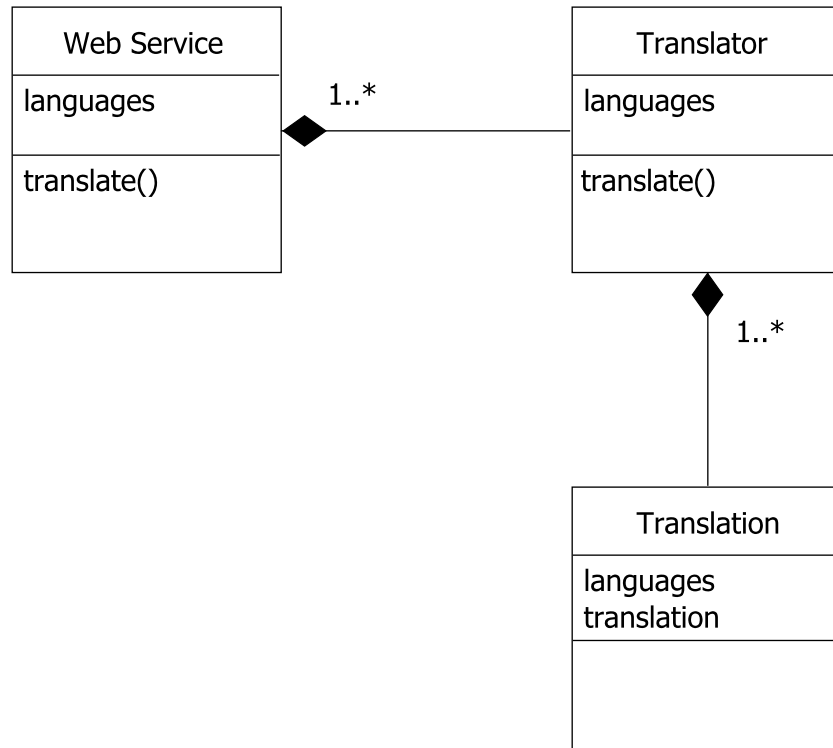 Web Service
languages
translate()
1..*
Translator
languages
translate()
1..*
Translation
languages
translation